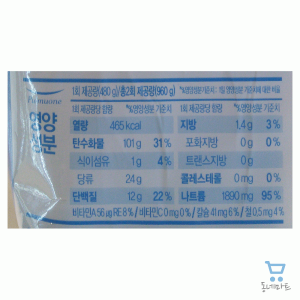 Pulmuone
영양성분
1회 제공량(480 g)/총2회 제공량(960 g)
1회 제공량당 함량 *%영양성분 기준치
열량 465 kcal
탄수화물 101 g 31%
식이섬유 1 g 4%
당류 24 g
단백질 12 g 22%
1회 제공량당 함량 *%영양성분 기준치
지방 1.4 g 3%
포화지방 0 g 0%
트랜스지방 0 g
콜레스테롤 0 mg 0%
나트륨 1890 mg 95%
비타민A 56 μg RE 8% / 비타민C 0 mg 0% / 칼슘 41 mg 6% / 철 0.5 mg 4%